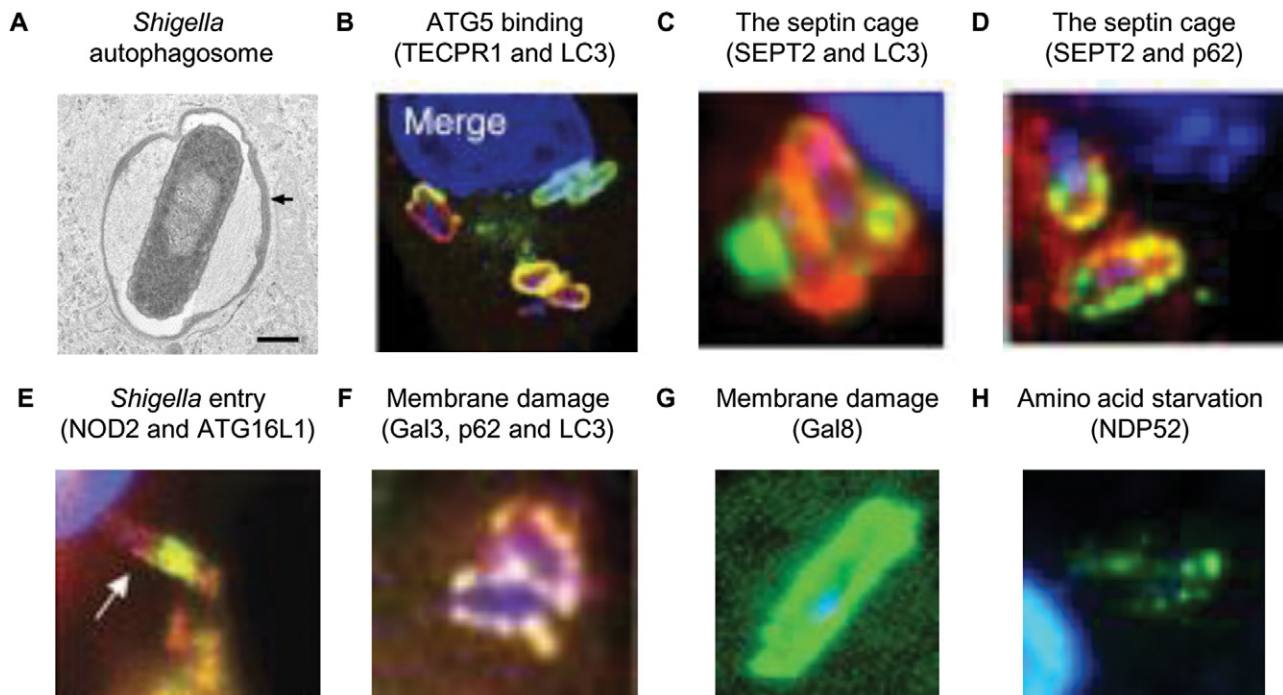 A
Shigella
autophagosome
B
ATG5 binding
(TECPR1 and LC3)
C
The septin cage
(SEPT2 and LC3)
D
The septin cage
(SEPT2 and p62)
Merge
E
Shigella entry
(NOD2 and ATG16L1)
F
Membrane damage
(Gal3, p62 and LC3)
G
Membrane damage
(Gal8)
H
Amino acid starvation
(NDP52)